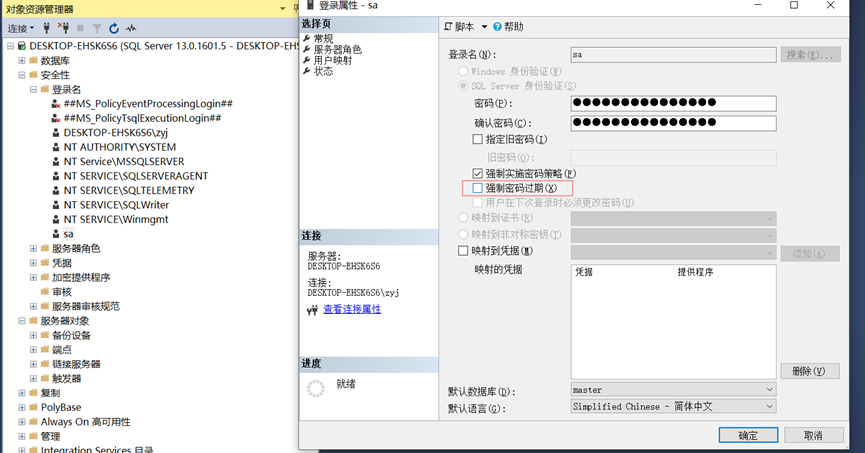 对象资源管理器
连接
DESKTOP-EHSK6S6 (SQL Server 13.0.1601.5 - DESKTOP-EHS
数据库
安全性
登录名
##MS_PolicyEventProcessingLogin##
##MS_PolicyTsqlExecutionLogin##
DESKTOP-EHSK6S6\zyj
NT AUTHORITY\SYSTEM
NT Service\MSSQLSERVER
NT SERVICE\SQLSERVERAGENT
NT SERVICE\SQLTELEMETRY
NT SERVICE\SQLWriter
NT SERVICE\Winmgmt
sa
服务器角色
凭据
加密提供程序
审核
服务器审核规范
服务器对象
备份设备
端点
链接服务器
触发器
复制
PolyBase
Always On 高可用性
管理
Integration Services 目录
登录属性 - sa
选择页
常规
服务器角色
用户映射
状态
连接
服务器:
DESKTOP-EHSK6S6
连接:
DESKTOP-EHSK6S6\zyj
查看连接属性
进度
就绪
脚本 帮助
登录名(N): sa 搜索(E)...
Windows 身份验证(W)
SQL Server 身份验证(S)
密码(P): ●●●●●●●●●●●●●●●
确认密码(C): ●●●●●●●●●●●●●●●
指定旧密码(I)
旧密码(O):
强制实施密码策略(F)
强制密码过期(X)
用户在下次登录时必须更改密码(U)
映射到证书(R)
映射到非对称密钥(T)
映射到凭据(M) 添加(A)
映射的凭据 凭据 提供程序
删除(V)
默认数据库(D): master
默认语言(G): Simplified Chinese - 简体中文
确定 取消